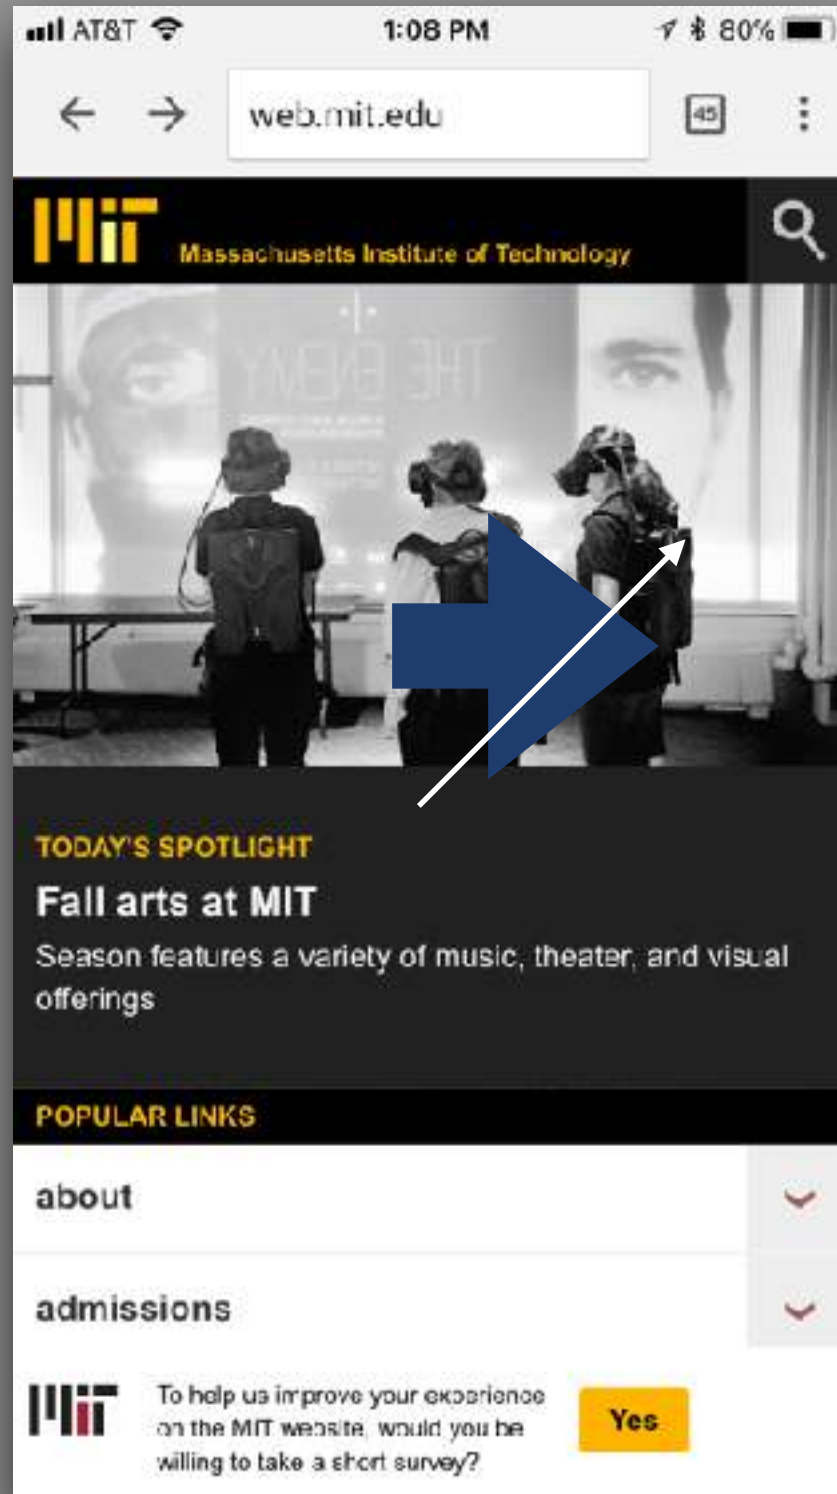 AT&T 1:08 PM 80%
web.mit.edu 45
MIT Massachusetts Institute of Technology
THE ENEMY
TODAY'S SPOTLIGHT
Fall arts at MIT
Season features a variety of music, theater, and visual
offerings
POPULAR LINKS
about
admissions
MIT
To help us improve your experience
on the MIT website, would you be
willing to take a short survey?
Yes